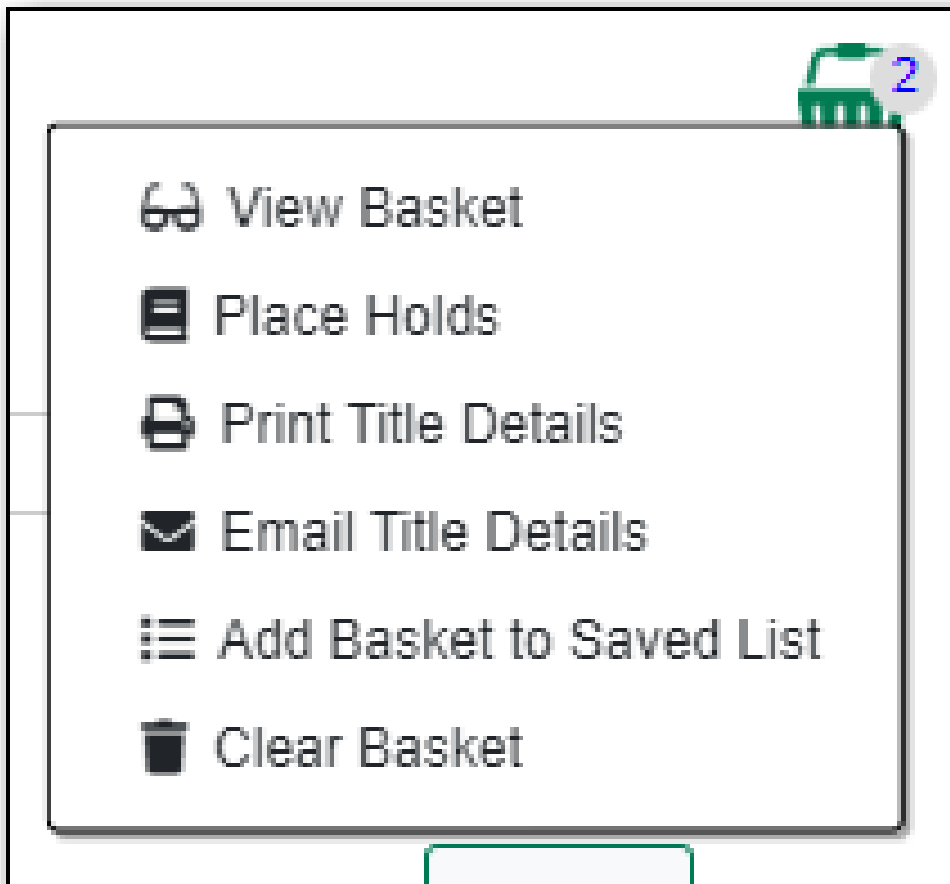 2
View Basket
Place Holds
Print Title Details
Email Title Details
Add Basket to Saved List
Clear Basket